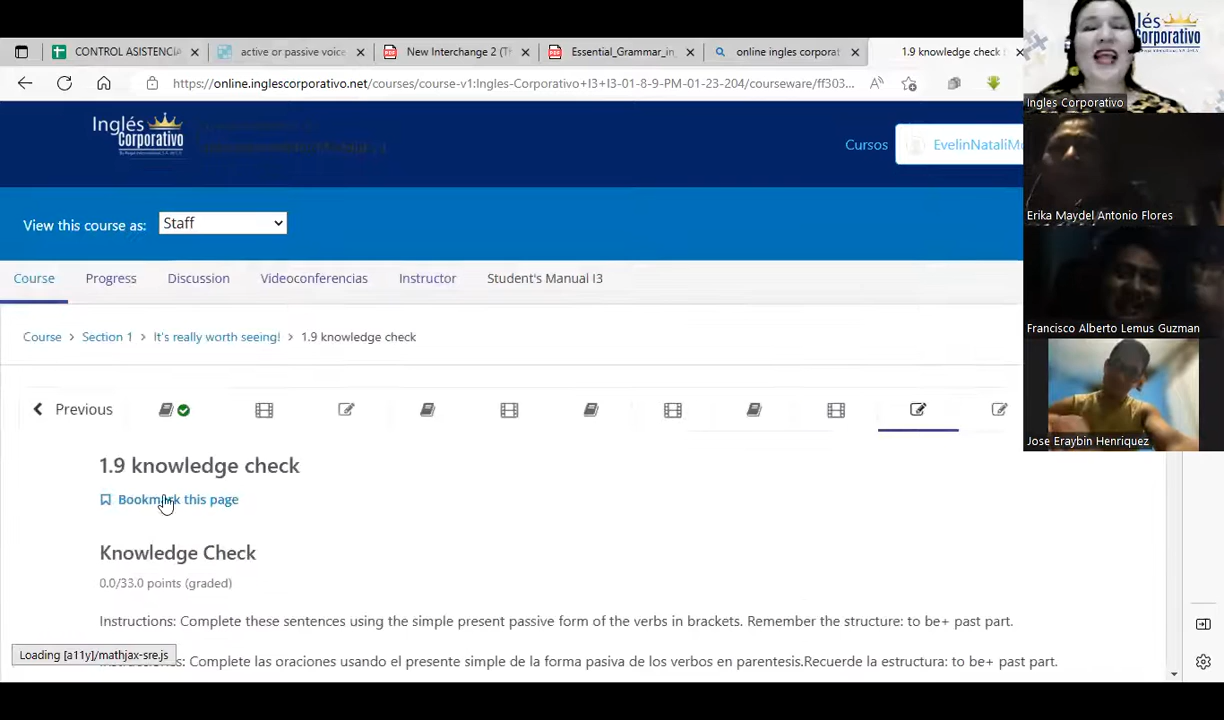 CONTROL ASISTENCIA
active or passive voice
New Interchange 2 (T
Essential_Grammar_in_
online ingles corporat
1.9 knowledge check
https://online.inglescorporativo.net/courses/course-v1:Ingles-Corporativo+I3+I3-01-8-9-PM-01-23-204/courseware/ff303...
Inglés
Corporativo
Cursos
EvelinNataliMo
View this course as:
Staff
Course
Progress
Discussion
Videoconferencias
Instructor
Student's Manual I3
Course > Section 1 > It's really worth seeing! > 1.9 knowledge check
Previous
1.9 knowledge check
Bookmark this page
Knowledge Check
0.0/33.0 points (graded)
Instructions: Complete these sentences using the simple present passive form of the verbs in brackets. Remember the structure: to be+ past part.
Complete las oraciones usando el presente simple de la forma pasiva de los verbos en parentesis.Recuerde la estructura: to be+ past part.
Loading [a11y]/mathjax-sre.js
lés
Corporativo
Ingles Corporativo
Erika Maydel Antonio Flores
Francisco Alberto Lemus Guzman
Jose Eraybin Henriquez